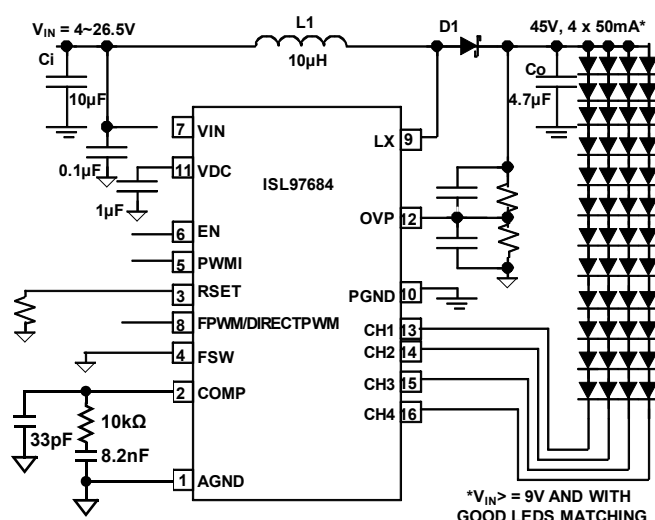 VIN = 4~26.5V
L1
10µH
D1
45V, 4 x 50mA*
Ci
10µF
Co
4.7µF
0.1µF
1µF
7 VIN
LX 9
11 VDC
ISL97684
OVP 12
6 EN
5 PWMI
3 RSET
PGND 10
8 FPWM/DIRECTPWM
CH1 13
4 FSW
CH2 14
CH3 15
2 COMP
CH4 16
10kΩ
33pF
8.2nF
1 AGND
*VIN> = 9V AND WITH
GOOD LEDS MATCHING